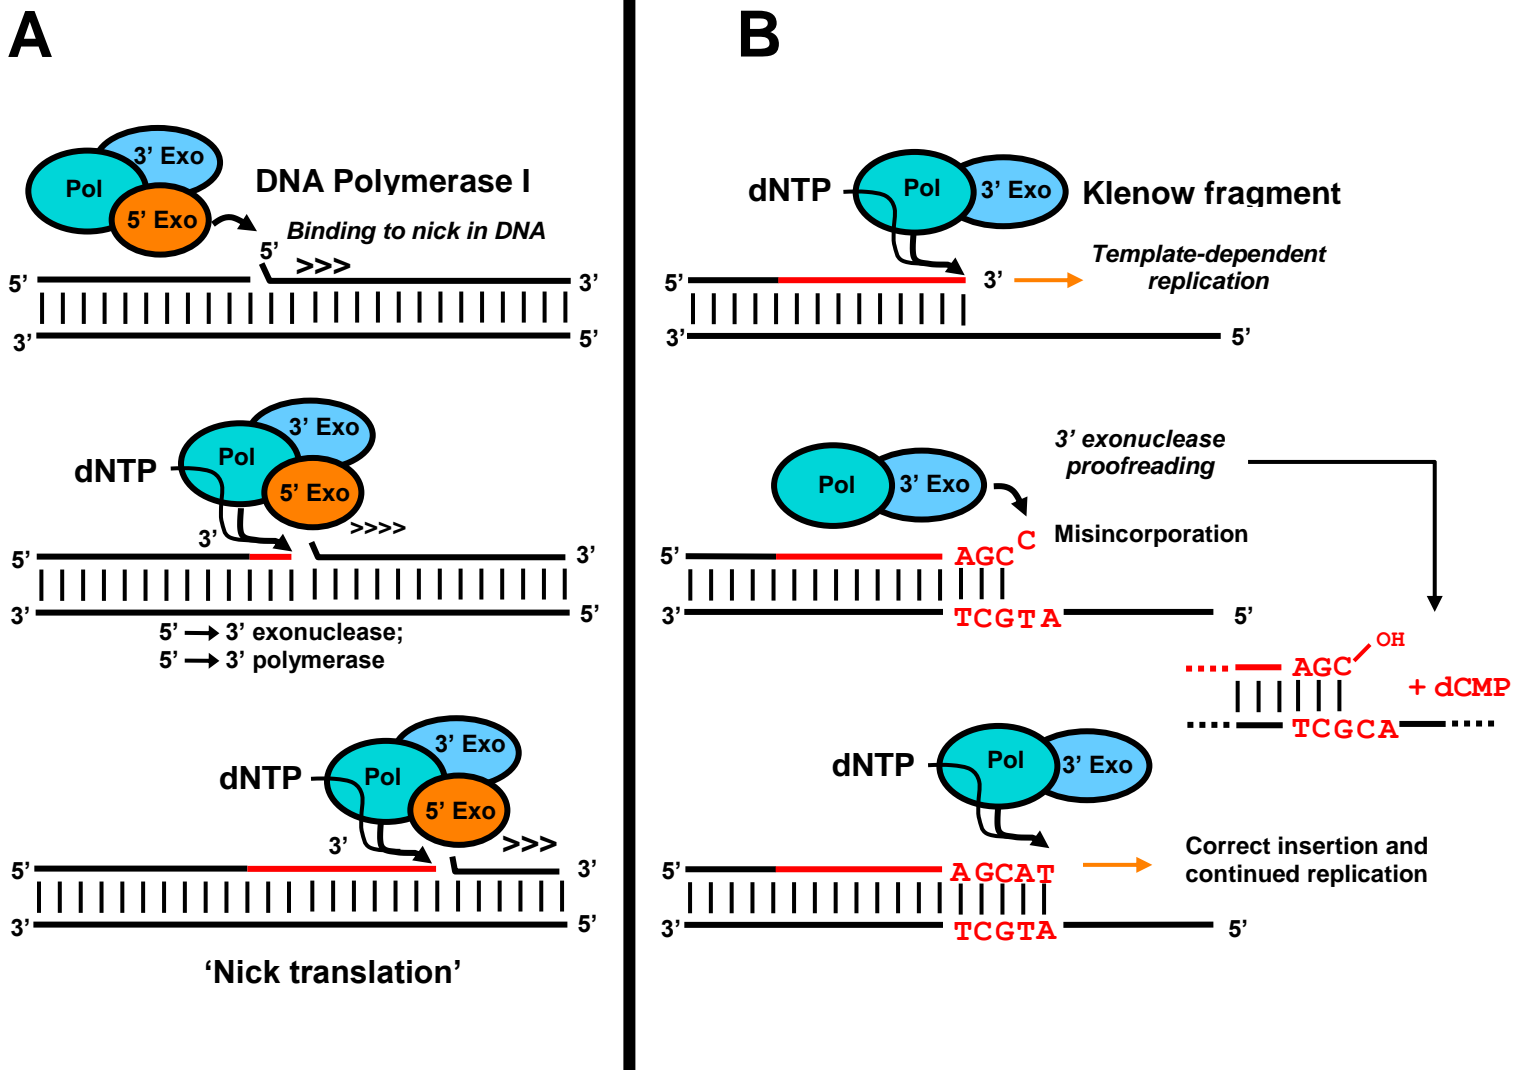 A
3’ Exo
Pol
5’ Exo
DNA Polymerase I
Binding to nick in DNA
5’
>>>
5’
3’
3’
5’
3’ Exo
Pol
dNTP
5’ Exo
>>>>
3’
5’
3’
3’
5’
5’ → 3’ exonuclease;
5’ → 3’ polymerase
3’ Exo
dNTP
Pol
5’ Exo
3’
>>>
5’
3’
3’
5’
‘Nick translation’
B
dNTP
Pol
3’ Exo
Klenow fragment
Template-dependent
replication
5’
3’
3’
5’
3’ exonuclease
proofreading
Pol
3’ Exo
Misincorporation
C
5’
AGC
3’
TCGTA
5’
OH
AGC
+ dCMP
TCGCA
dNTP
Pol
3’ Exo
Correct insertion and
continued replication
5’
AGCAT
3’
TCGTA
5’